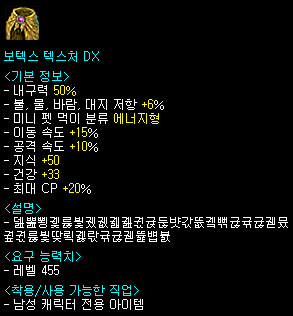 보텍스 텍스처 DX
<기본 정보>
- 내구력 50%
- 불, 물, 바람, 대지 저항 +6%
- 미니 펫 먹이 분류 에너지형
- 이동 속도 +15%
- 공격 속도 +10%
- 지식 +50
- 건강 +33
- 최대 CP +20%
<설명>
<요구 능력치>
- 레벨 455
<착용/사용 가능한 직업>
- 남성 캐릭터 전용 아이템